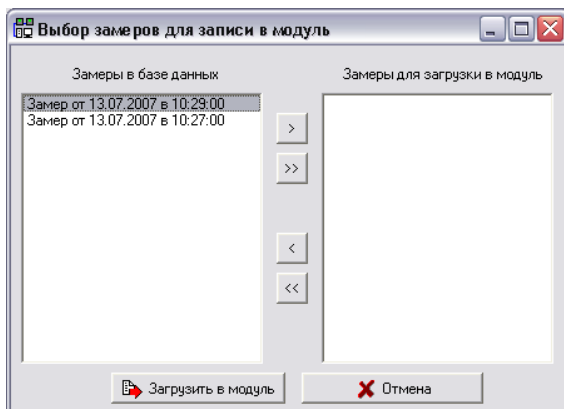 Выбор замеров для записи в модуль
Замеры в базе данных
Замеры для загрузки в модуль
Замер от 13.07.2007 в 10:29:00
Замер от 13.07.2007 в 10:27:00
>
>>
<
<<
Загрузить в модуль
Отмена